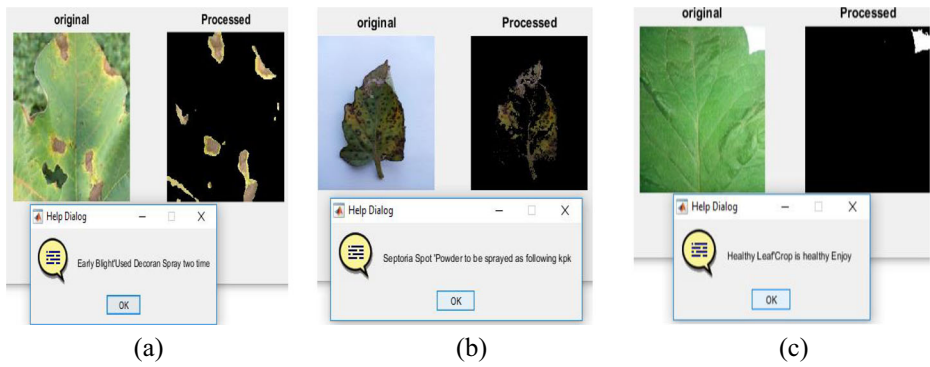 original Processed
Help Dialog
Early Blight'Used Decoran Spray two time
OK
(a)
original Processed
Help Dialog
Septoria Spot 'Powder to be sprayed as following kpk
OK
(b)
original Processed
Help Dialog
Healthy Leaf'Crop is healthy Enjoy
OK
(c)